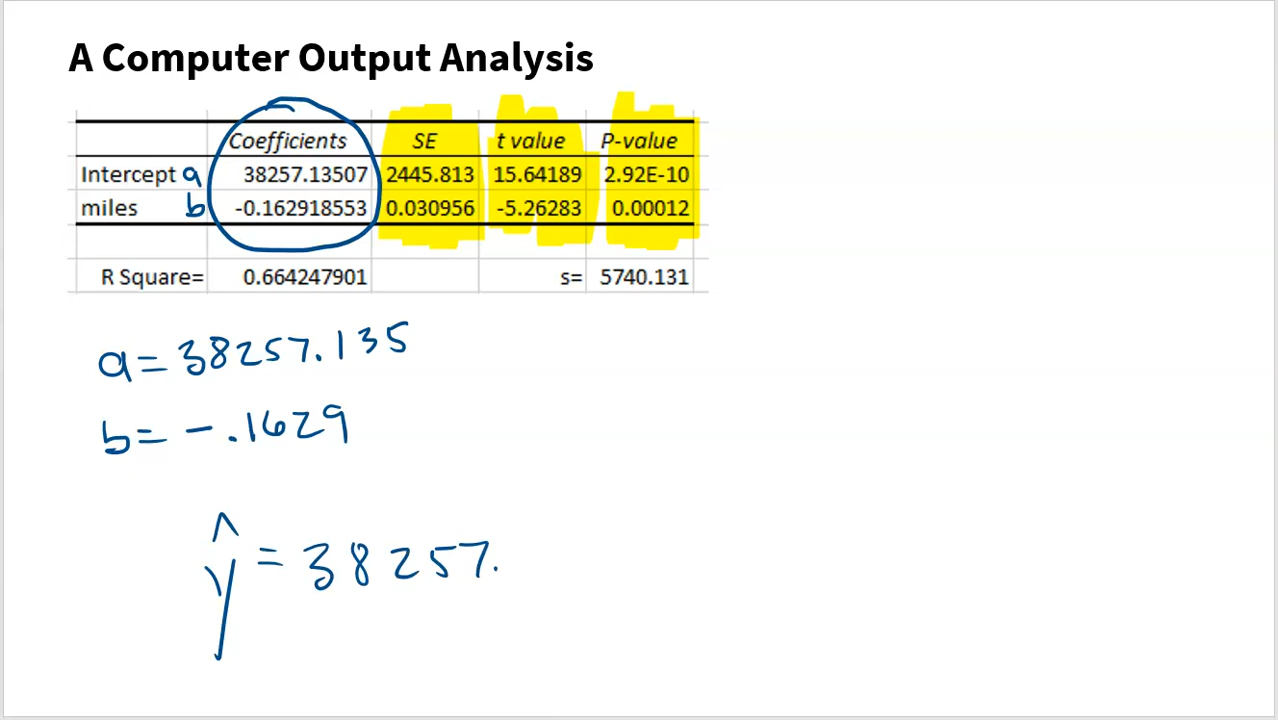 A Computer Output Analysis
Coefficients SE t value P-value
Intercept a 38257.13507 2445.813 15.64189 2.92E-10
miles b -0.162918553 0.030956 -5.26283 0.00012
R Square= 0.664247901 s= 5740.131
a = 38257.135
b = -.1629
ŷ = 38257.